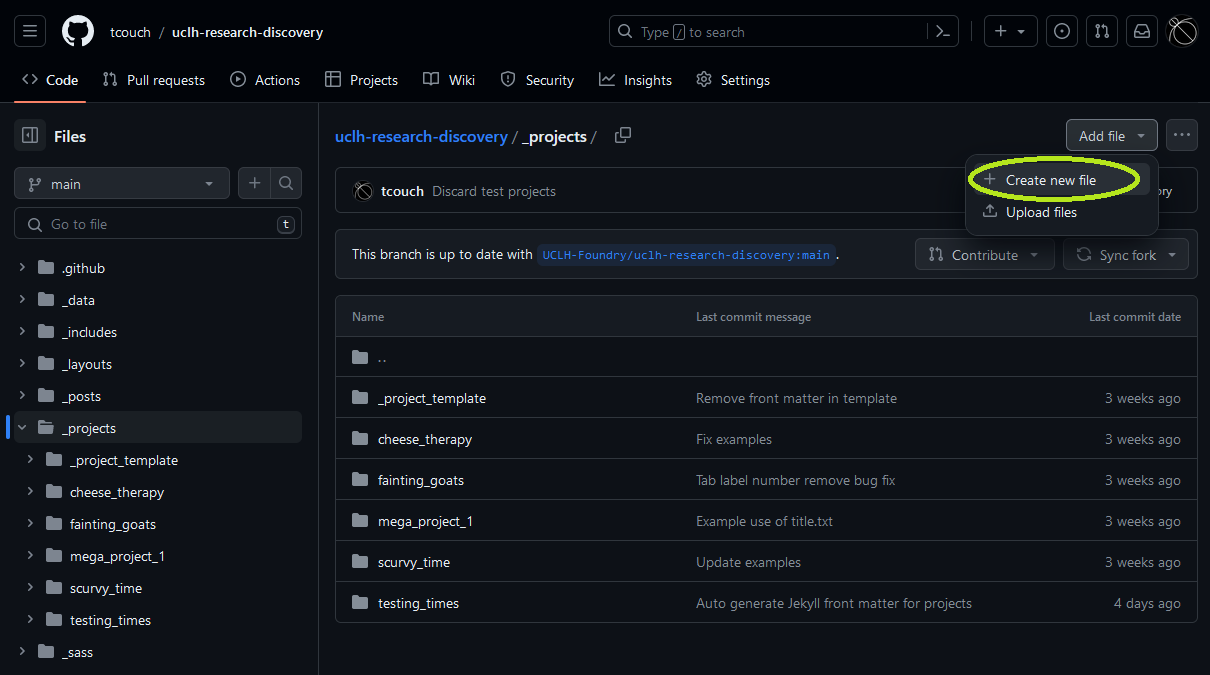 tcouch / uclh-research-discovery
Type / to search
Code Pull requests Actions Projects Wiki Security Insights Settings
Files
main
Go to file t
.github
_data
_includes
_layouts
_posts
_projects
_project_template
cheese_therapy
fainting_goats
mega_project_1
scurvy_time
testing_times
_sass
uclh-research-discovery / _projects /
Add file
Create new file
Upload files
tcouch Discard test projects
ory
This branch is up to date with UCLH-Foundry/uclh-research-discovery:main .
Contribute Sync fork
Name Last commit message Last commit date
..
_project_template Remove front matter in template 3 weeks ago
cheese_therapy Fix examples 3 weeks ago
fainting_goats Tab label number remove bug fix 3 weeks ago
mega_project_1 Example use of title.txt 3 weeks ago
scurvy_time Update examples 3 weeks ago
testing_times Auto generate Jekyll front matter for projects 4 days ago